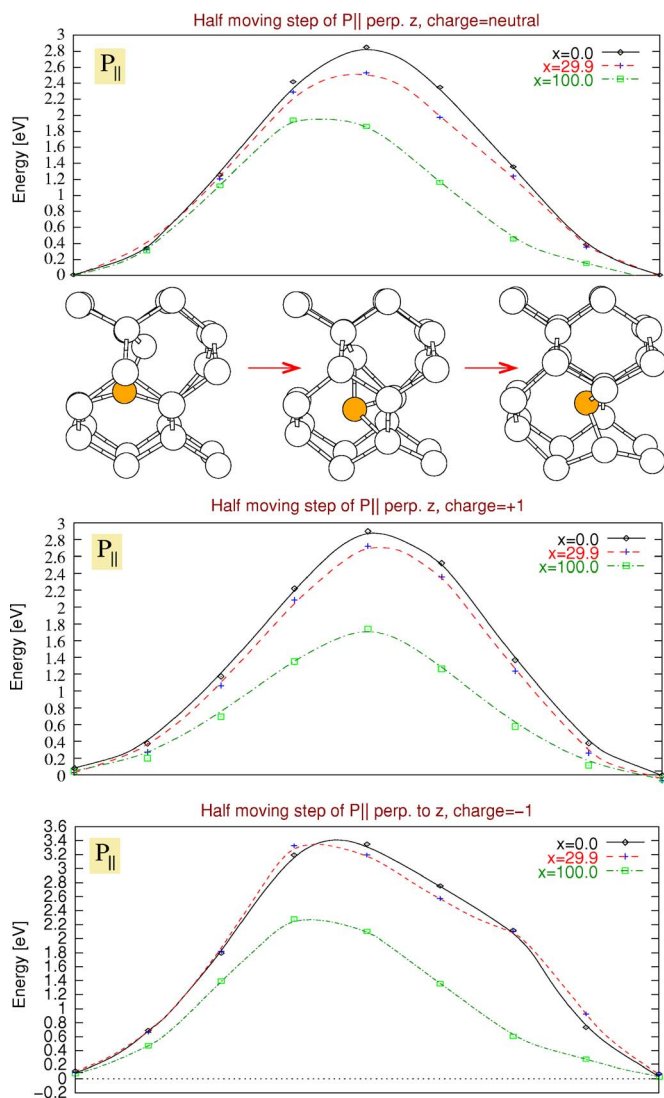 Half moving step of P|| perp. z, charge=neutral
P||
x=0.0
x=29.9
x=100.0
Energy [eV]
3
2.8
2.6
2.4
2.2
2
1.8
1.6
1.4
1.2
1
0.8
0.6
0.4
0.2
0
Half moving step of P|| perp. z, charge=+1
P||
x=0.0
x=29.9
x=100.0
Energy [eV]
3
2.8
2.6
2.4
2.2
2
1.8
1.6
1.4
1.2
1
0.8
0.6
0.4
0.2
0
Half moving step of P|| perp. to z, charge=−1
P||
x=0.0
x=29.9
x=100.0
Energy [eV]
3.6
3.4
3.2
3
2.8
2.6
2.4
2.2
2
1.8
1.6
1.4
1.2
1
0.8
0.6
0.4
0.2
0
−0.2